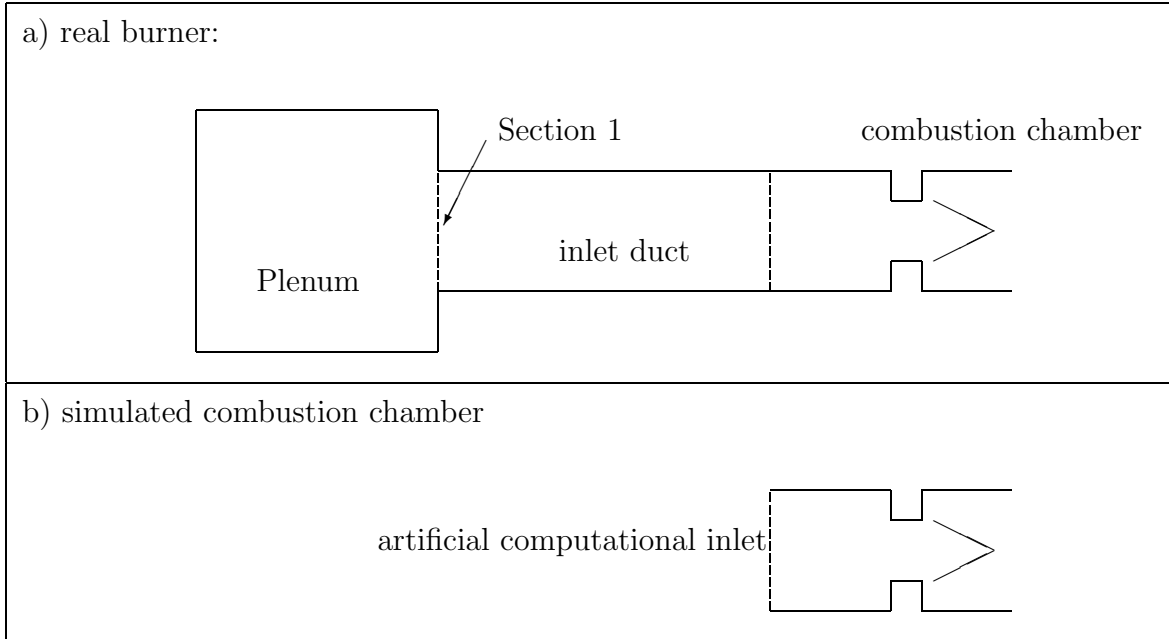 a) real burner:
Section 1
combustion chamber
inlet duct
Plenum
b) simulated combustion chamber
artificial computational inlet